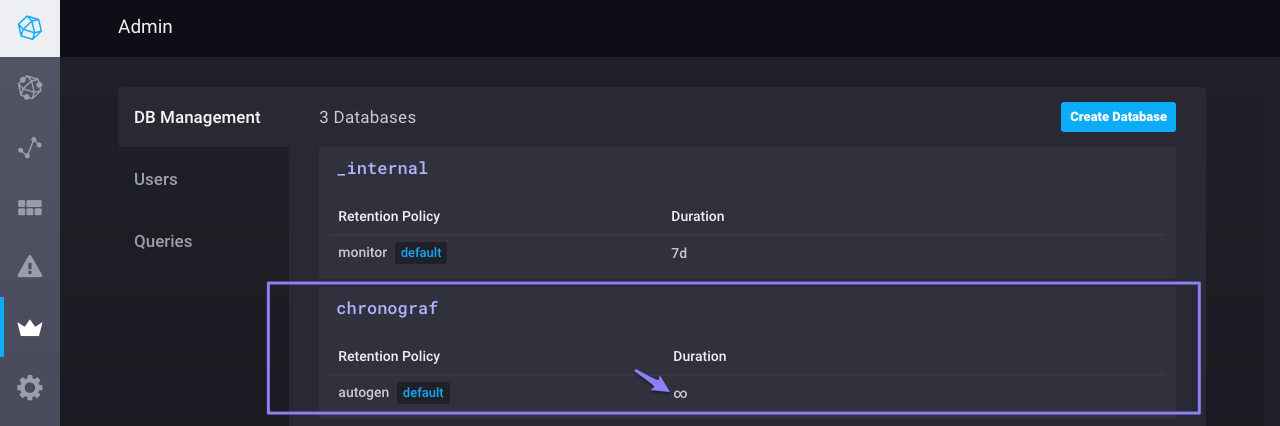 Admin
DB Management
3 Databases
Create Database
Users
Queries
_internal
Retention Policy Duration
monitor default 7d
chronograf
Retention Policy Duration
autogen default ∞